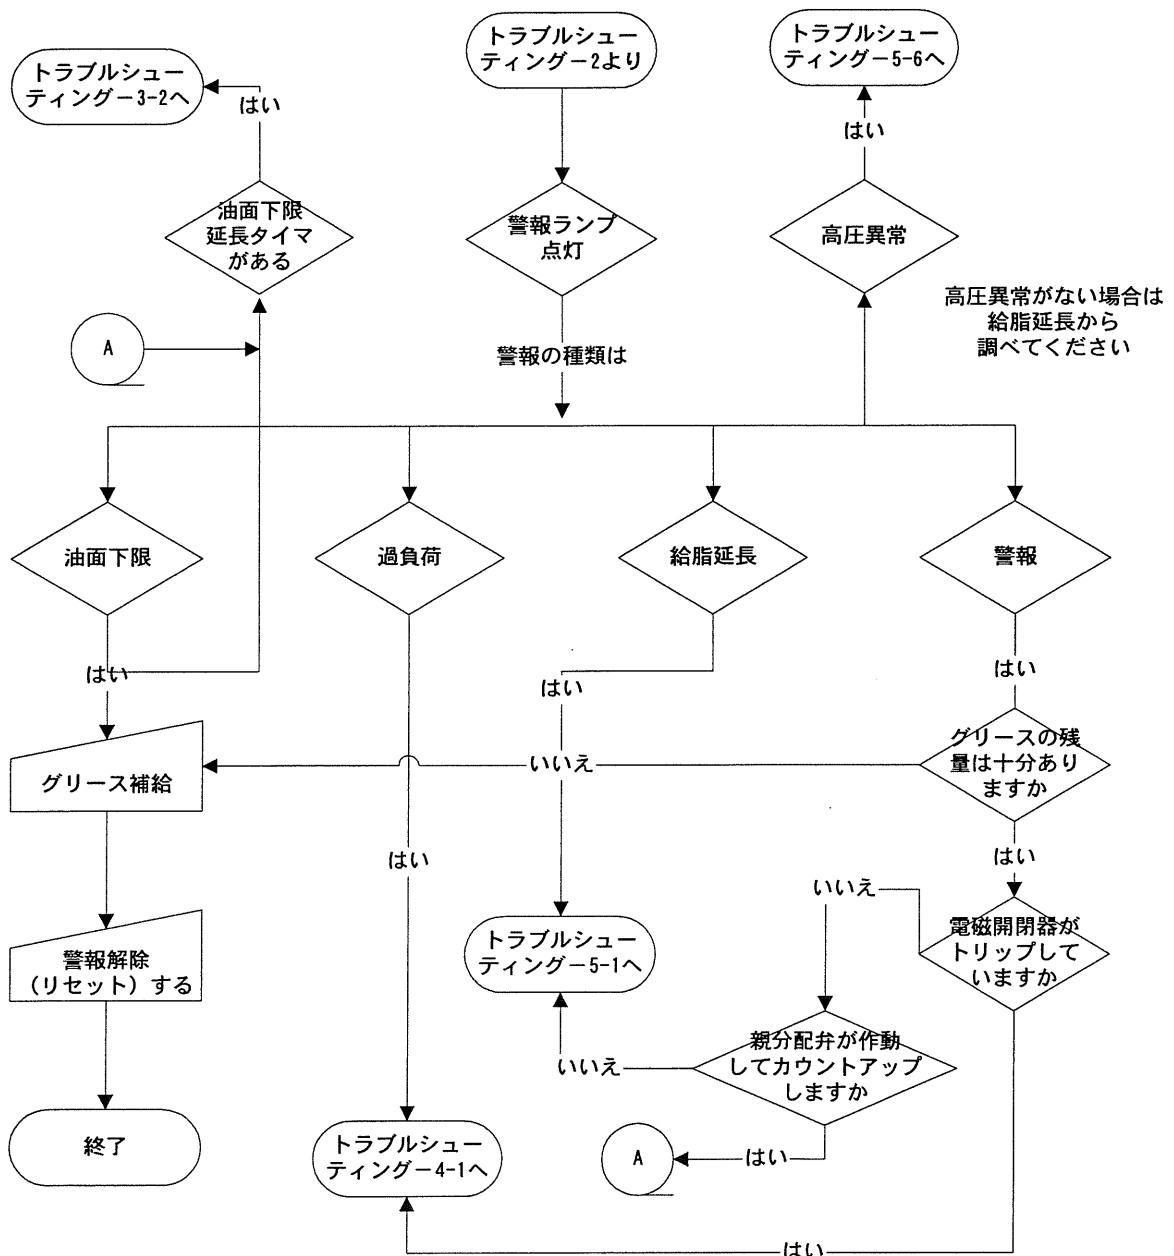 トラブルシュー
ティングー2より
トラブルシュー
ティングー5-6へ
トラブルシュー
ティングー3-2へ
はい
はい
油面下限
延長タイマ
がある
警報ランプ
点灯
高圧異常
高圧異常がない場合は
給脂延長から
調べてください
A
警報の種類は
油面下限
過負荷
給脂延長
警報
はい
はい
はい
グリース補給
いいえ
グリースの残
量は十分あり
ますか
はい
はい
いいえ
電磁開閉器が
トリップして
いますか
警報解除
（リセット）する
トラブルシュー
ティングー5-1へ
いいえ
親分配弁が作動
してカウントアップ
しますか
終了
トラブルシュー
ティングー4-1へ
A
はい
はい